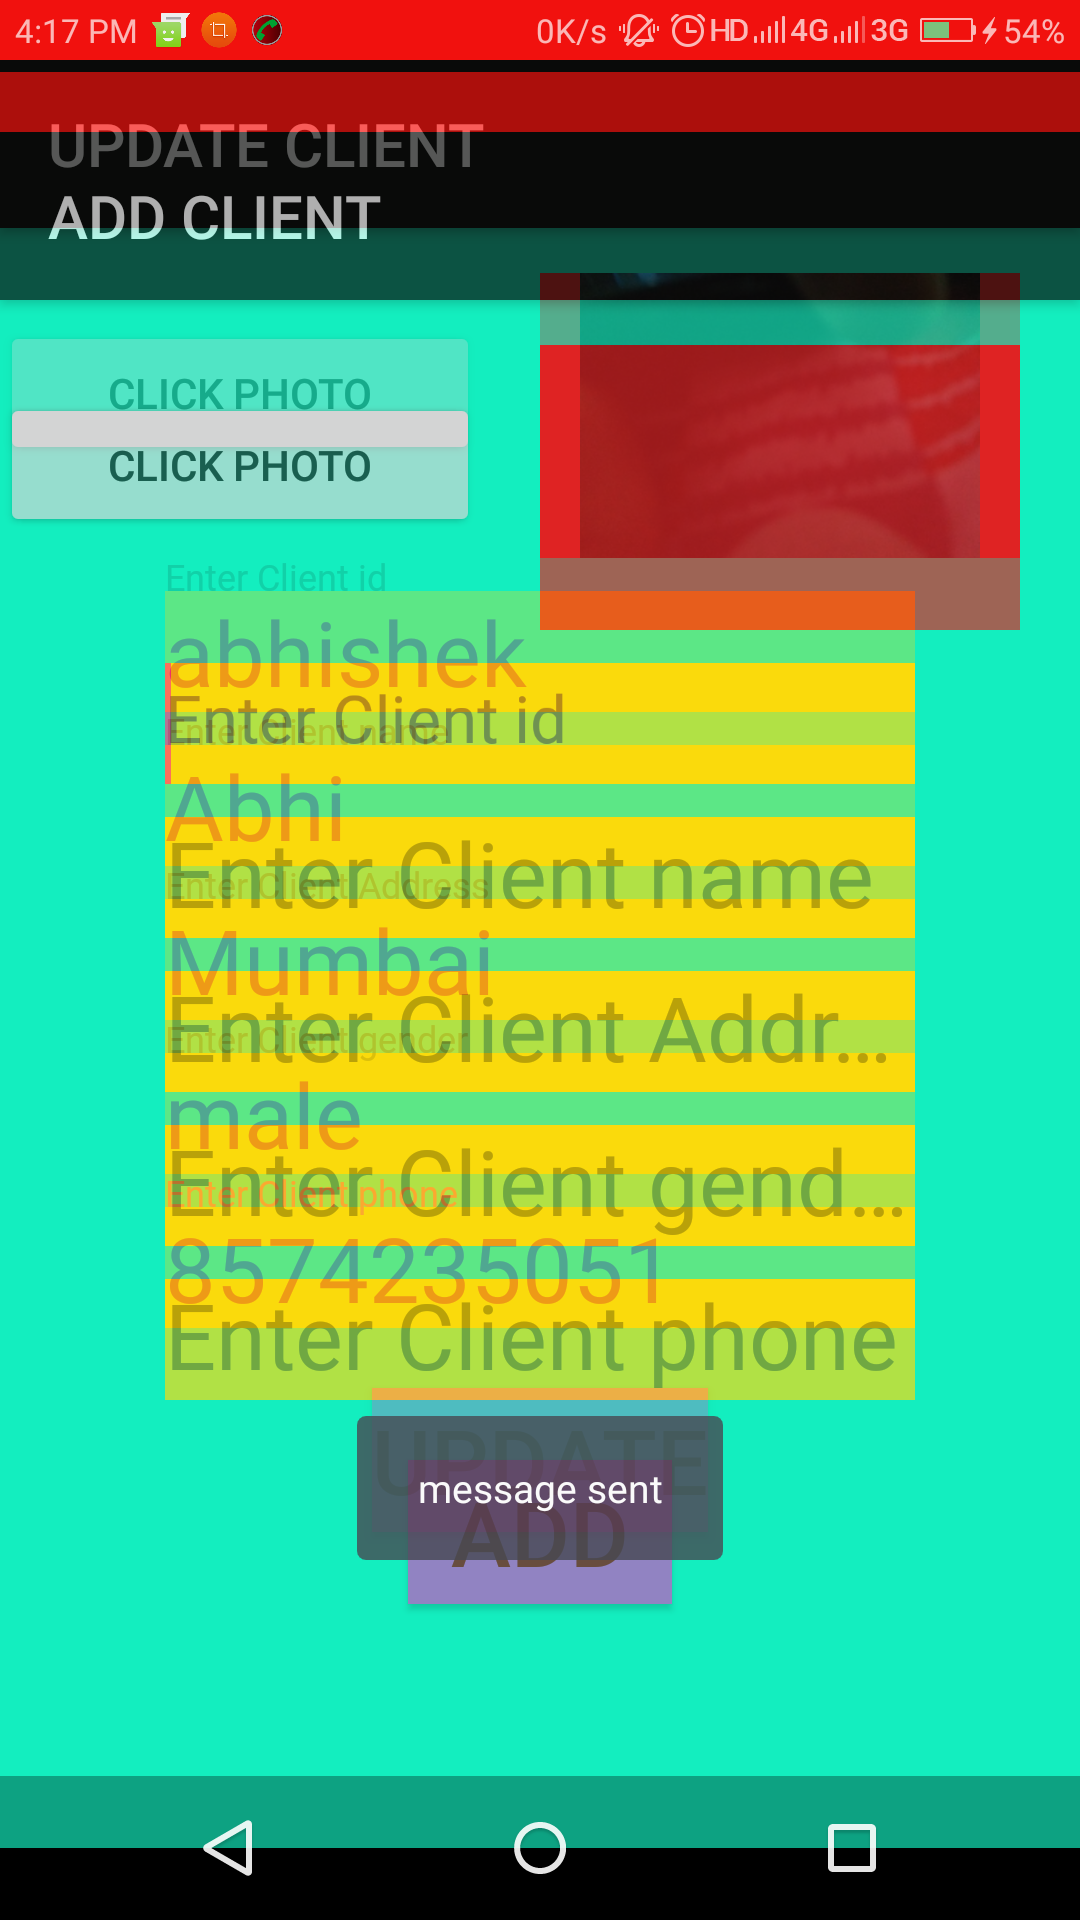 4:17 PM 0K/s HD 4G 3G 54%
UPDATE CLIENT
ADD CLIENT
CLICK PHOTO
CLICK PHOTO
Enter Client id
abhishek
Enter Client id
Enter Client name
Abhi
Enter Client name
Enter Client Address
Mumbai
Enter Client Addr...
Enter Client gender
male
Enter Client gend...
Enter Client phone
8574235051
Enter Client phone
UPDATE
message sent
ADD